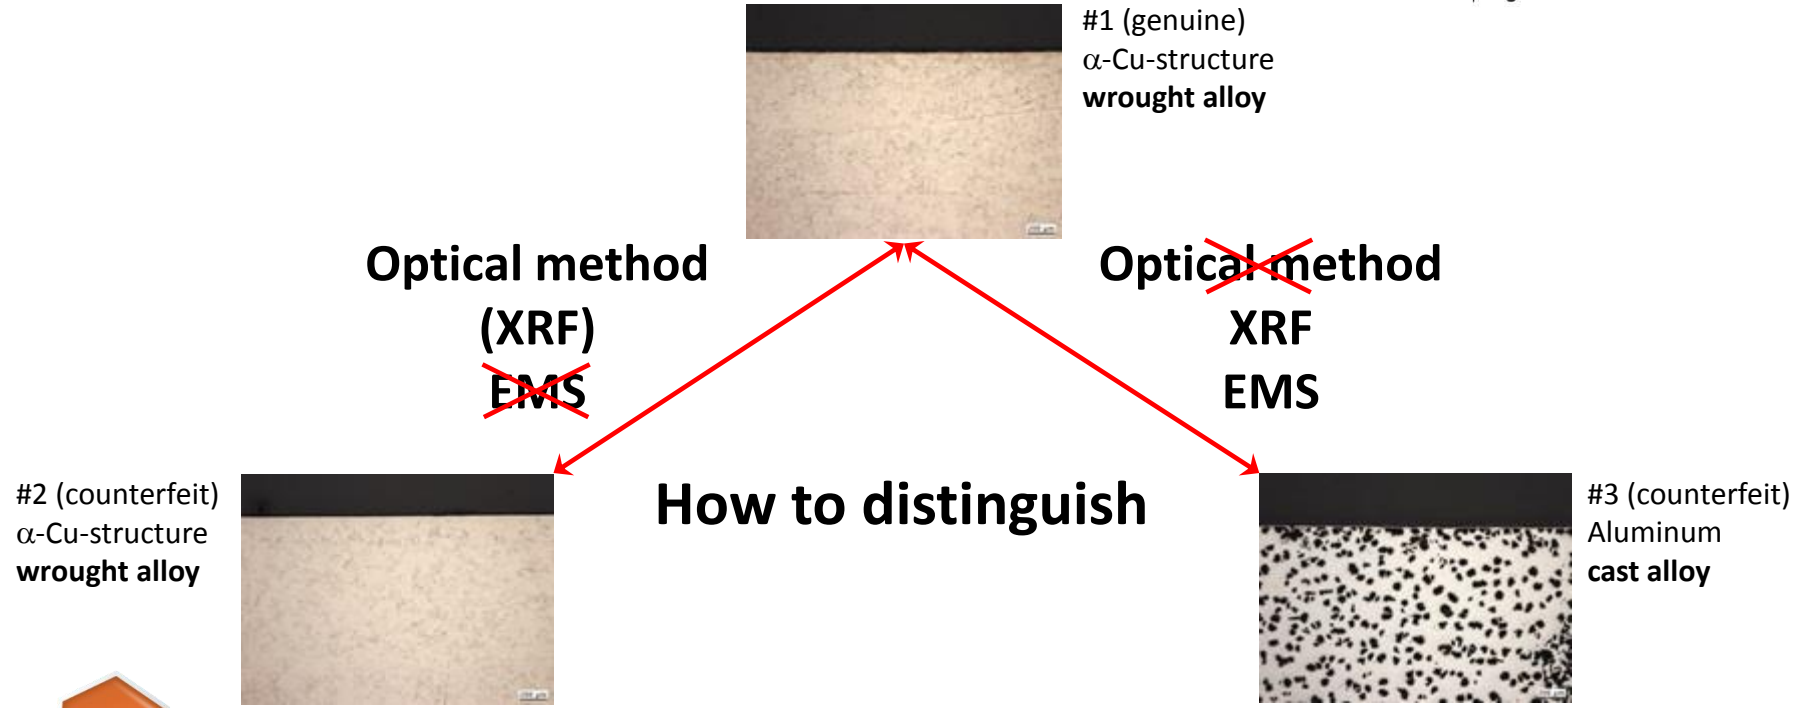 #1 (genuine)
α-Cu-structure
wrought alloy
Optical method
(XRF)
EMS
Optical method
XRF
EMS
How to distinguish
#2 (counterfeit)
α-Cu-structure
wrought alloy
#3 (counterfeit)
Aluminum
cast alloy